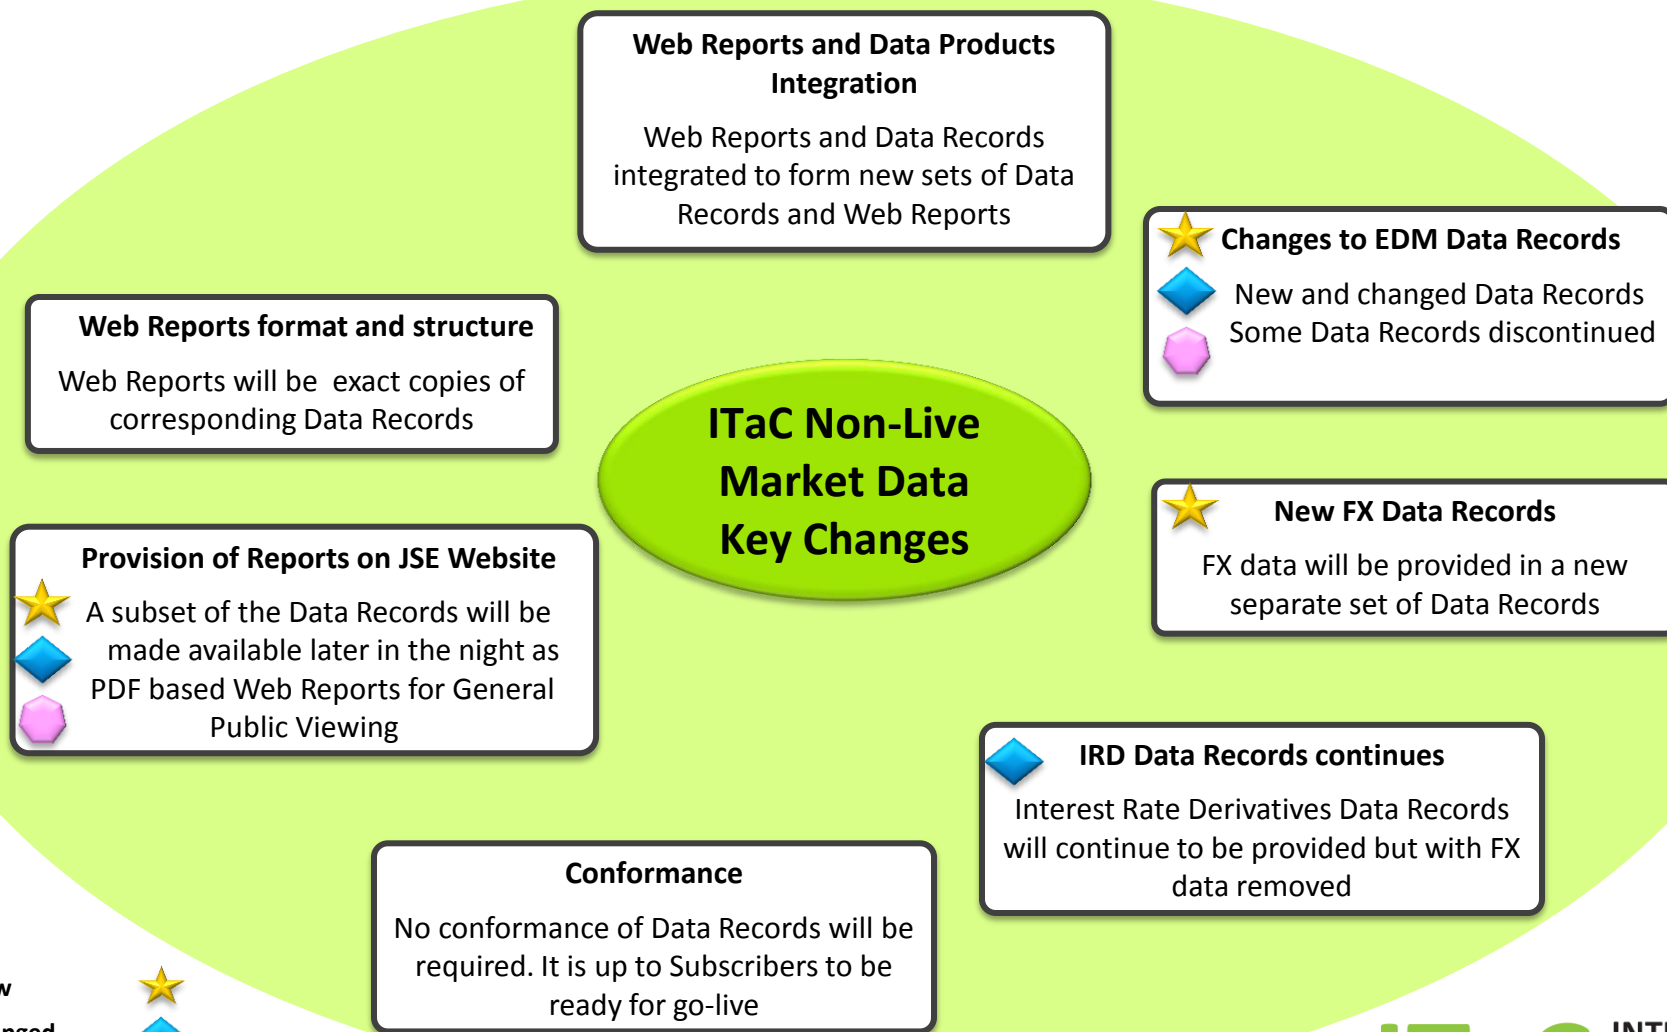 Web Reports and Data Products
Integration
Web Reports and Data Records
integrated to form new sets of Data
Records and Web Reports
Changes to EDM Data Records
New and changed Data Records
Some Data Records discontinued
Web Reports format and structure
Web Reports will be exact copies of
corresponding Data Records
ITaC Non-Live
Market Data
Key Changes
New FX Data Records
FX data will be provided in a new
separate set of Data Records
Provision of Reports on JSE Website
A subset of the Data Records will be
made available later in the night as
PDF based Web Reports for General
Public Viewing
IRD Data Records continues
Interest Rate Derivatives Data Records
will continue to be provided but with FX
data removed
Conformance
No conformance of Data Records will be
required. It is up to Subscribers to be
ready for go-live